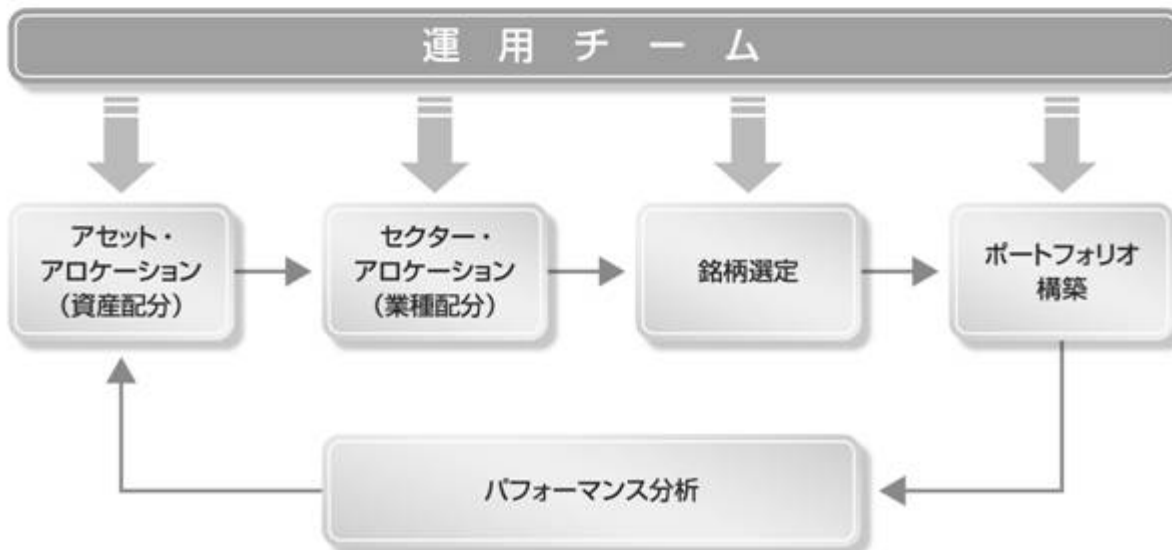 運用チーム
アセット・
アロケーション
（資産配分）
セクター・
アロケーション
（業種配分）
銘柄選定
ポートフォリオ
構築
パフォーマンス分析